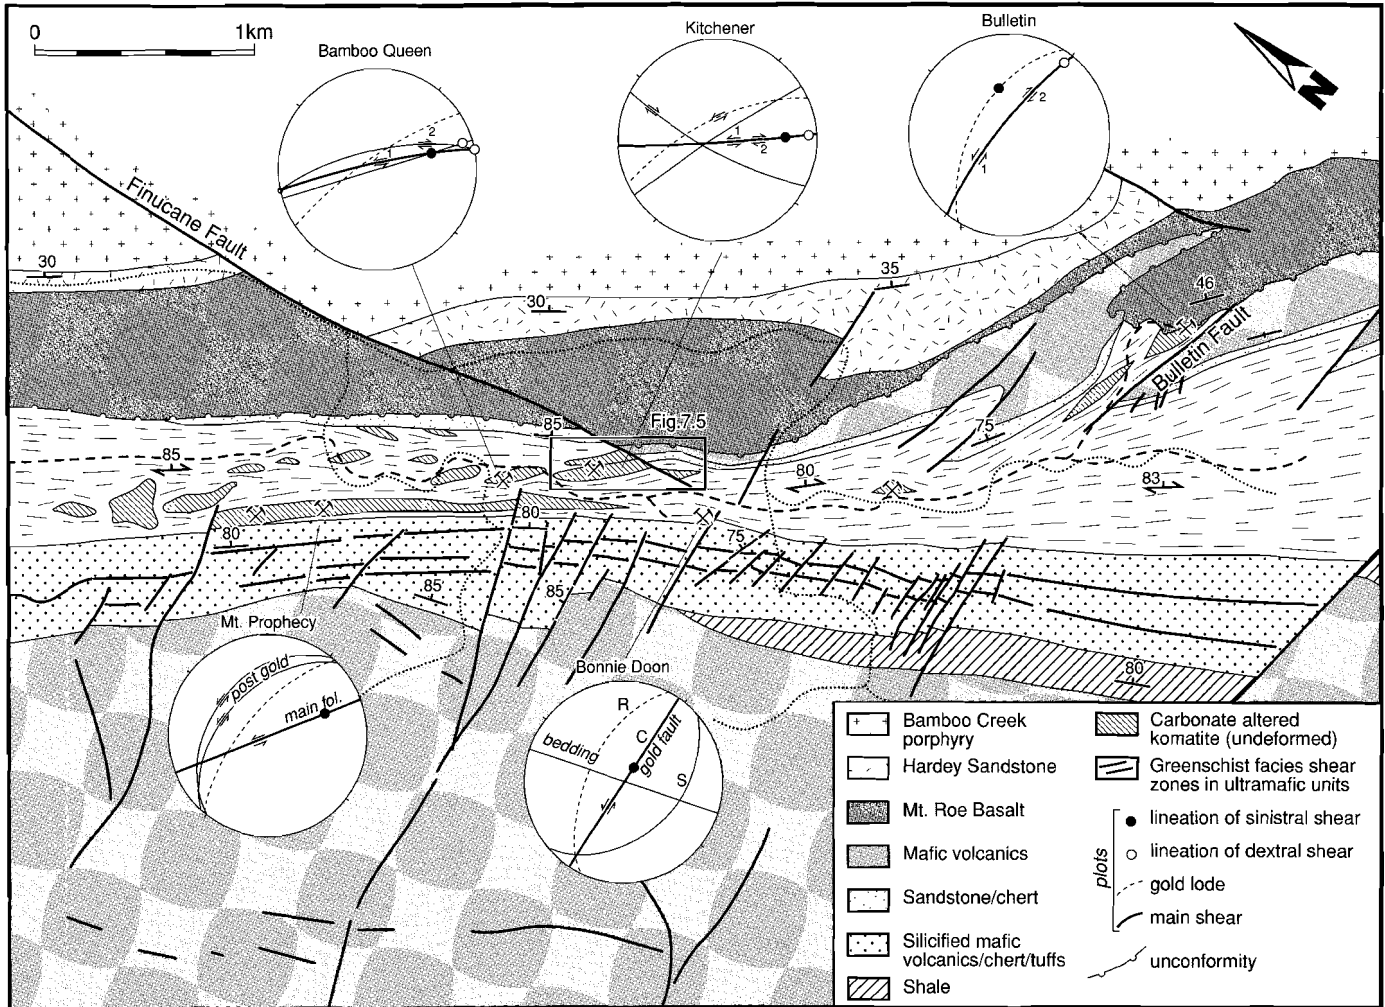 0 1km
Bamboo Queen
Kitchener
Bulletin
N
1
2
1
2
1
2
Finucane Fault
30
30
35
46
Bulletin Fault
85
Fig.7.5
75
85
80
83
80
80
75
85
85
80
Mt. Prophecy
post gold
main fol.
Bonnie Doon
R
C
S
bedding
gold fault
Bamboo Creek
porphyry
Hardey Sandstone
Mt. Roe Basalt
Mafic volcanics
Sandstone/chert
Silicified mafic
volcanics/chert/tuffs
Shale
Carbonate altered
komatite (undeformed)
Greenschist facies shear
zones in ultramafic units
plots
lineation of sinistral shear
lineation of dextral shear
gold lode
main shear
unconformity